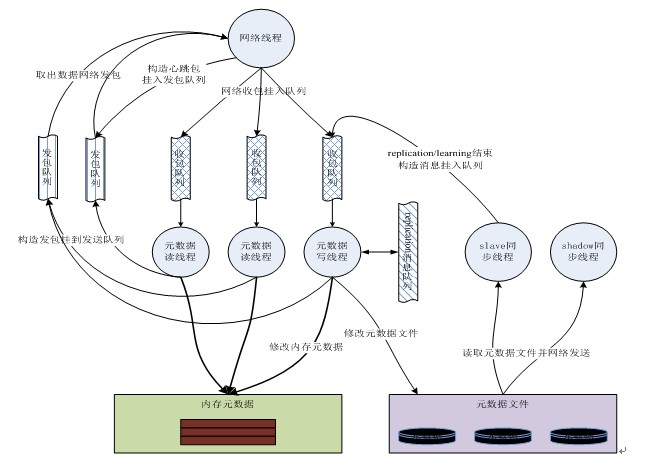 网络线程
取出数据网络发包
构造心跳包
挂入发包队列
网络收包挂入队列
发包队列
发包队列
收包队列
收包队列
收包队列
replication/learning结束
构造消息挂入队列
构造发包挂到发送队列
元数据
读线程
元数据
读线程
元数据
写线程
replication消息队列
slave同
步线程
shadow同
步线程
修改内存元数据
修改元数据文件
读取元数据文件并网络发送
内存元数据
元数据文件